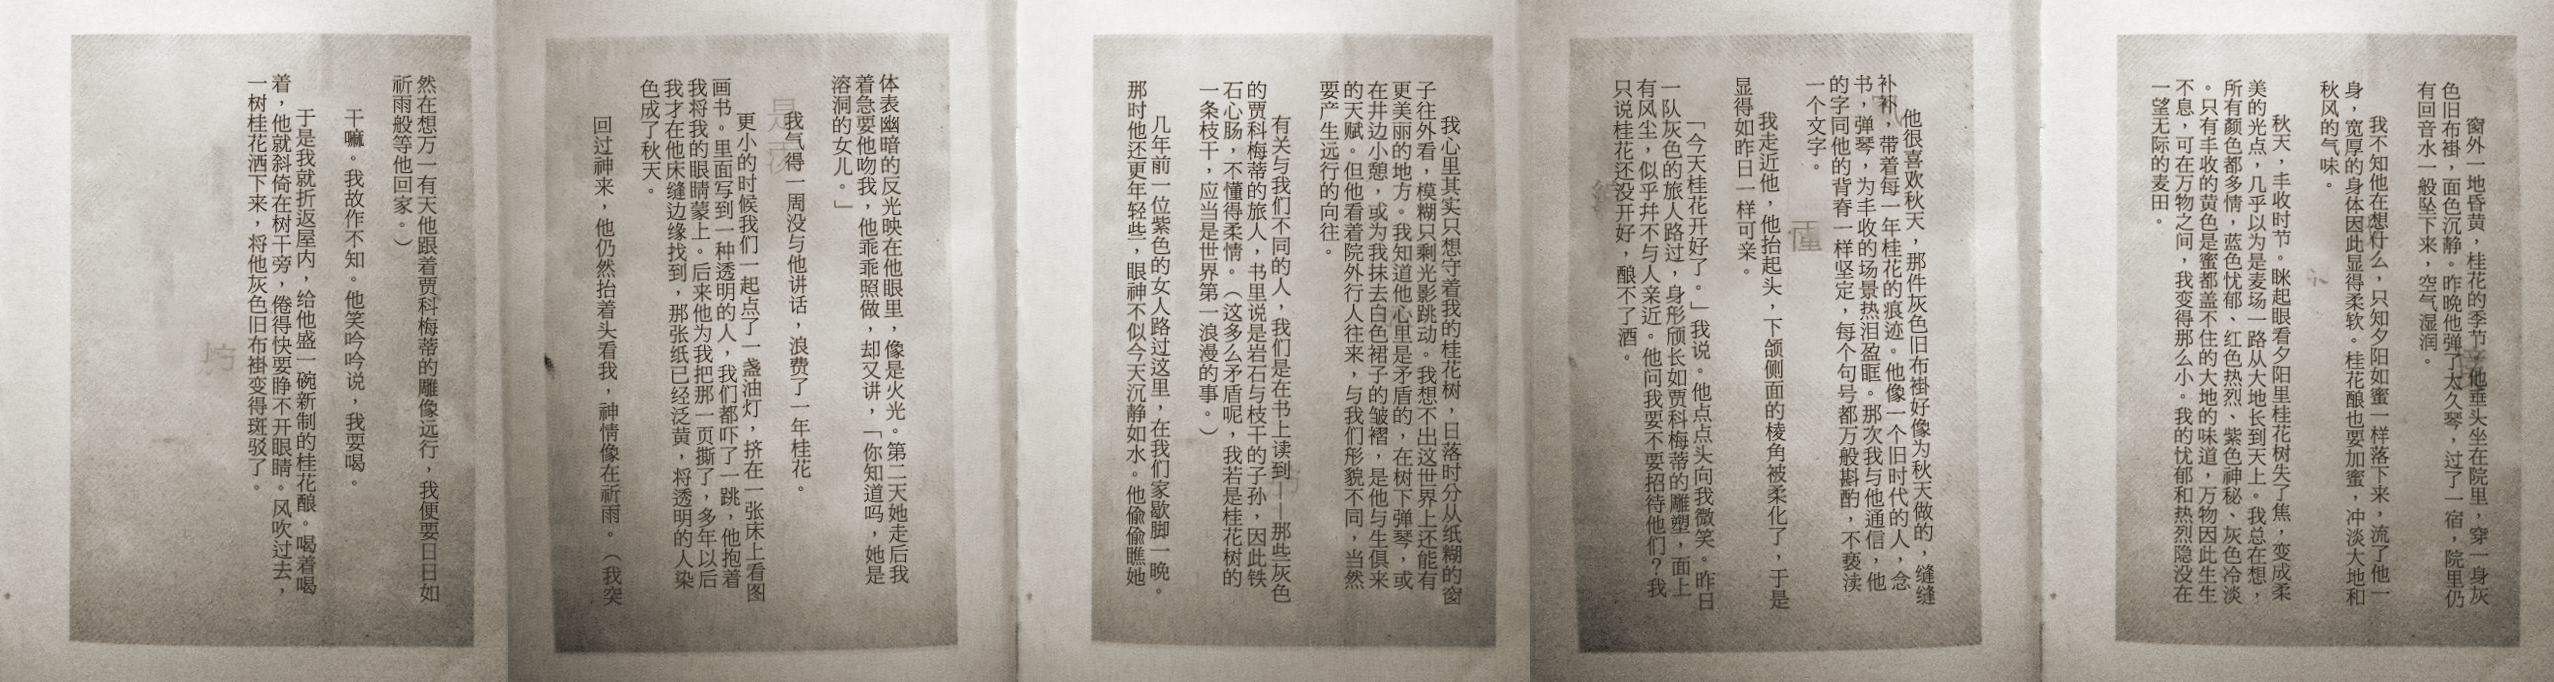 窗外一地昏黄，桂花的季节，他垂头坐在院里，穿一身灰
色旧布褂，面色沉静。昨晚他弹了太久琴，过了一宿，院里仍
有回音水一般坠下来，空气湿润。
我不知他在想什么，只知夕阳如蜜一样落下来，流了他一
身，宽厚的身体因此显得柔软。桂花酿也要加蜜，冲淡大地和
秋风的气味。
秋天，丰收时节。眯起眼看夕阳里桂花树失了焦，变成柔
美的光点，几乎以为是麦场一路从大地长到天上。我总在想，
所有颜色都多情，蓝色忧郁、红色热烈、紫色神秘、灰色冷淡
。只有丰收的黄色是蜜都盖不住的大地的味道，万物因此生生
不息，可在万物之间，我变得那么小。我的忧郁和热烈隐没在
一望无际的麦田。
他很喜欢秋天，那件灰色旧布褂好像为秋天做的，缝缝
补补，带着每一年桂花的痕迹。他像一个旧时代的人，念
书，弹琴，为丰收的场景热泪盈眶。那次我与他通信，他
的字同他的背脊一样坚定，每个句号都万般斟酌，不亵渎
一个文字。
我走近他，他抬起头，下颌侧面的棱角被柔化了，于是
显得如昨日一样可亲。
「今天桂花开好了。」我说。他点点头向我微笑。昨日
一队灰色的旅人路过，身形颀长如贾科梅蒂的雕塑，面上
有风尘，似乎并不与人亲近。他问我要不要招待他们？我
只说桂花还没开好，酿不了酒。
我心里其实只想守着我的桂花树，日落时分从纸糊的窗
子往外看，模糊只剩光影跳动。我想不出这世界上还能有
更美丽的地方。我知道他心里是矛盾的，在树下弹琴，或
在井边小憩，或为我抹去白色裙子的皱褶，是他与生俱来
的天赋。但他看着院外行人往来，与我们形貌不同，当然
要产生远行的向往。
有关与我们不同的人，我们是在书上读到——那些灰色
的贾科梅蒂的旅人，书里说是岩石与枝干的子孙，因此铁
石心肠，不懂得柔情。（这多么矛盾呢，我若是桂花树的
一条枝干，应当是世界第一浪漫的事。）
几年前一位紫色的女人路过这里，在我们家歇脚一晚。
那时他还更年轻些，眼神不似今天沉静如水。他偷偷瞧她
体表幽暗的反光映在他眼里，像是火光。第二天她走后我
着急要他吻我，他乖乖照做，却又讲，「你知道吗，她是
溶洞的女儿。」
我气得一周没与他讲话，浪费了一年桂花。
更小的时候我们一起点了一盏油灯，挤在一张床上看图
画书。里面写到一种透明的人，我们都吓了一跳，他抱着
我将我的眼睛蒙上。后来他为我把那一页撕了，多年以后
我才在他床缝边缘找到，那张纸已经泛黄，将透明的人染
色成了秋天。
回过神来，他仍然抬着头看我，神情像在祈雨。（我突
然在想万一有天他跟着贾科梅蒂的雕像远行，我便要日日如
祈雨般等他回家。）
干嘛。我故作不知。他笑吟吟说，我要喝。
于是我就折返屋内，给他盛一碗新制的桂花酿。喝着喝
着，他就斜倚在树干旁，倦得快要睁不开眼睛。风吹过去，
一树桂花洒下来，将他灰色旧布褂变得斑驳了。